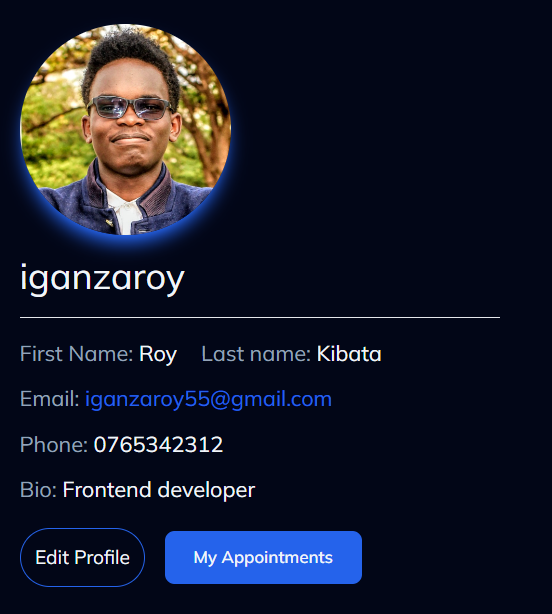 iganzaroy
First Name: Roy Last name: Kibata
Email: iganzaroy55@gmail.com
Phone: 0765342312
Bio: Frontend developer
Edit Profile My Appointments